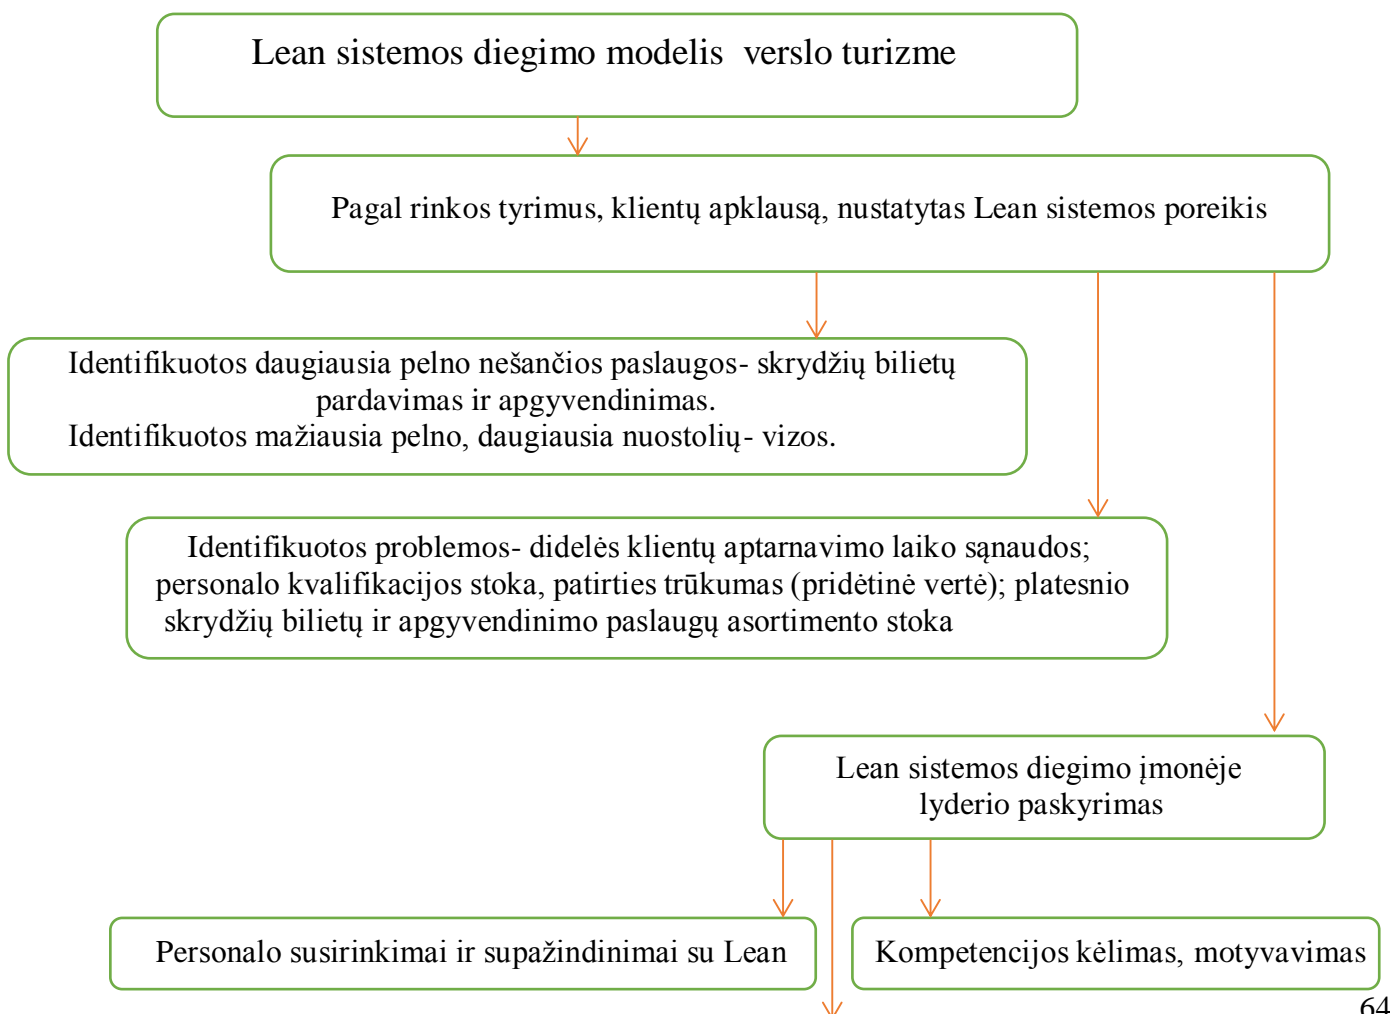 Lean sistemos diegimo modelis verslo turizme
Pagal rinkos tyrimus, klientų apklausą, nustatytas Lean sistemos poreikis
Identifikuotos daugiausia pelno nešančios paslaugos- skrydžių bilietų
pardavimas ir apgyvendinimas.
Identifikuotos mažiausia pelno, daugiausia nuostolių- vizos.
Identifikuotos problemos- didelės klientų aptarnavimo laiko sąnaudos;
personalo kvalifikacijos stoka, patirties trūkumas (pridėtinė vertė); platesnio
skrydžių bilietų ir apgyvendinimo paslaugų asortimento stoka
Lean sistemos diegimo įmonėje
lyderio paskyrimas
Personalo susirinkimai ir supažindinimai su Lean
Kompetencijos kėlimas, motyvavimas
64